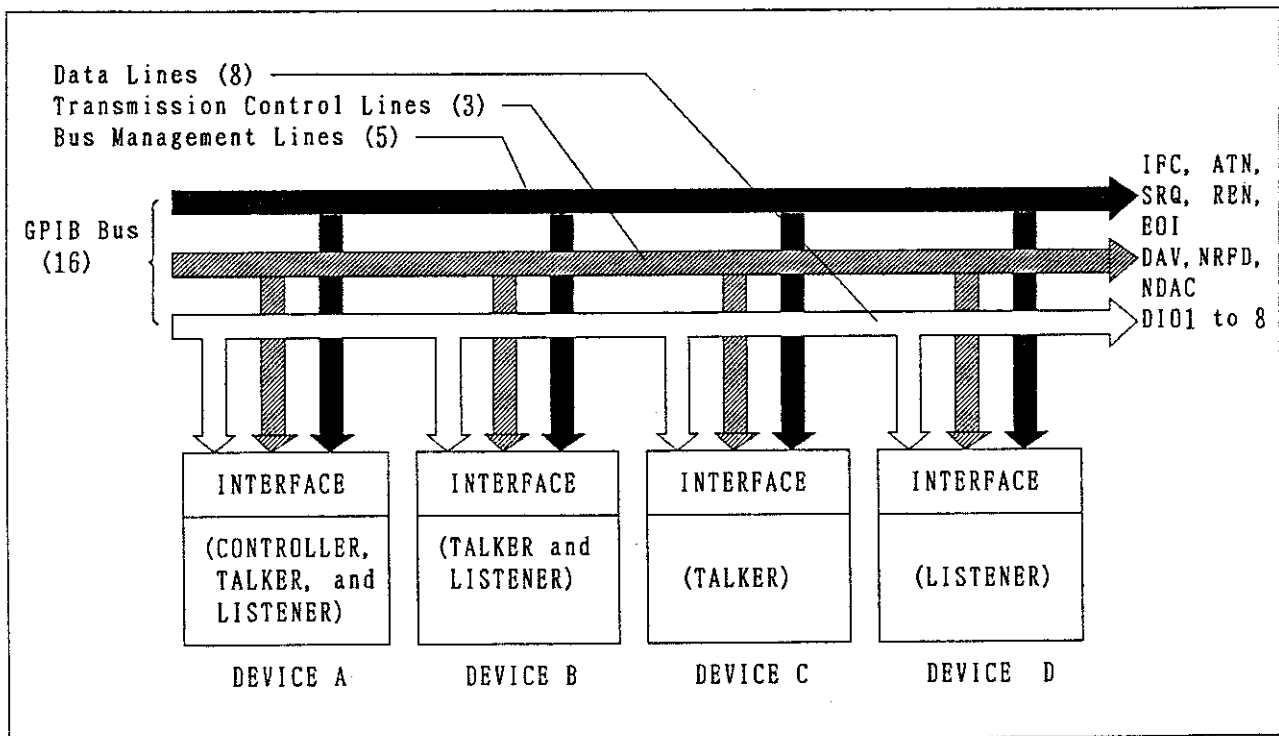 Data Lines (8)
Transmission Control Lines (3)
Bus Management Lines (5)
GPIB Bus
(16)
IFC, ATN,
SRQ, REN,
EOI
DAV, NRFD,
NDAC
DIO1 to 8
INTERFACE
(CONTROLLER,
TALKER, and
LISTENER)
DEVICE A
INTERFACE
(TALKER and
LISTENER)
DEVICE B
INTERFACE
(TALKER)
DEVICE C
INTERFACE
(LISTENER)
DEVICE D